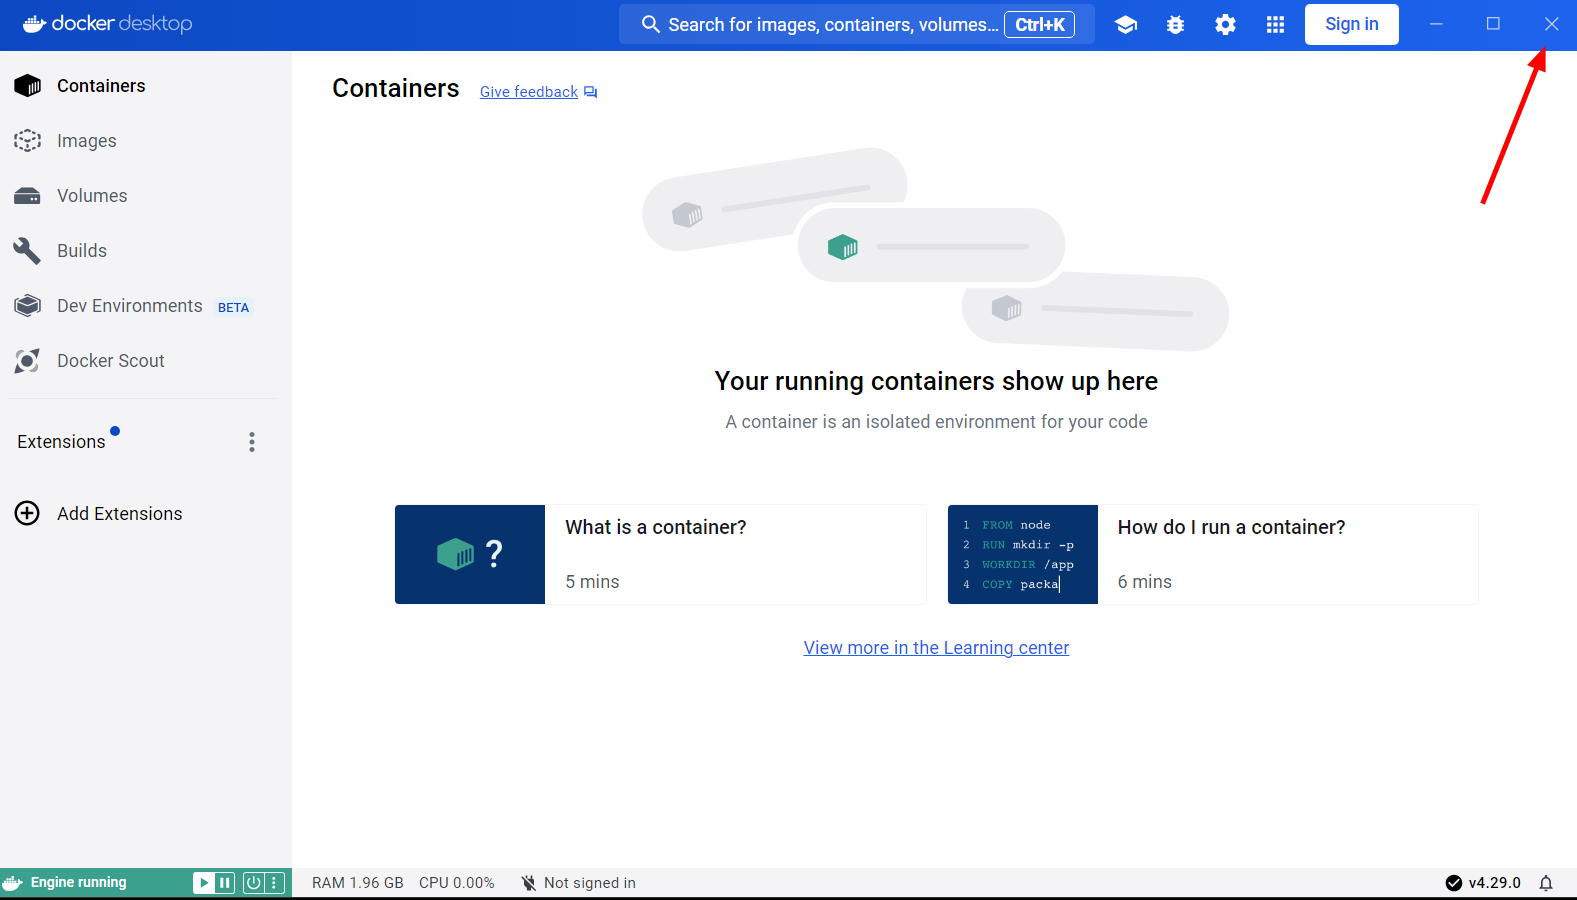 docker desktop
Search for images, containers, volumes... Ctrl+K
Sign in
Containers
Images
Volumes
Builds
Dev Environments BETA
Docker Scout
Extensions
Add Extensions
Containers Give feedback
Your running containers show up here
A container is an isolated environment for your code
?
What is a container?
5 mins
1 FROM node
2 RUN mkdir -p
3 WORKDIR /app
4 COPY packa
How do I run a container?
6 mins
View more in the Learning center
Engine running
RAM 1.96 GB CPU 0.00% Not signed in
v4.29.0